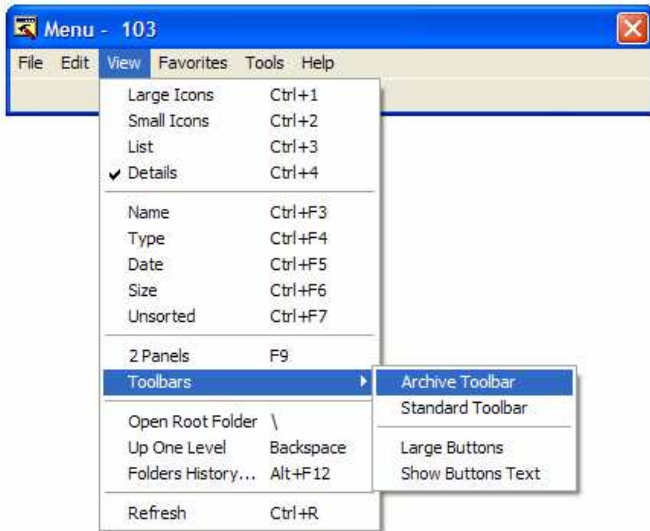 Menu - 103
File Edit View Favorites Tools Help
Large Icons Ctrl+1
Small Icons Ctrl+2
List Ctrl+3
Details Ctrl+4
Name Ctrl+F3
Type Ctrl+F4
Date Ctrl+F5
Size Ctrl+F6
Unsorted Ctrl+F7
2 Panels F9
Toolbars
Archive Toolbar
Standard Toolbar
Large Buttons
Show Buttons Text
Open Root Folder \
Up One Level Backspace
Folders History... Alt+F12
Refresh Ctrl+R